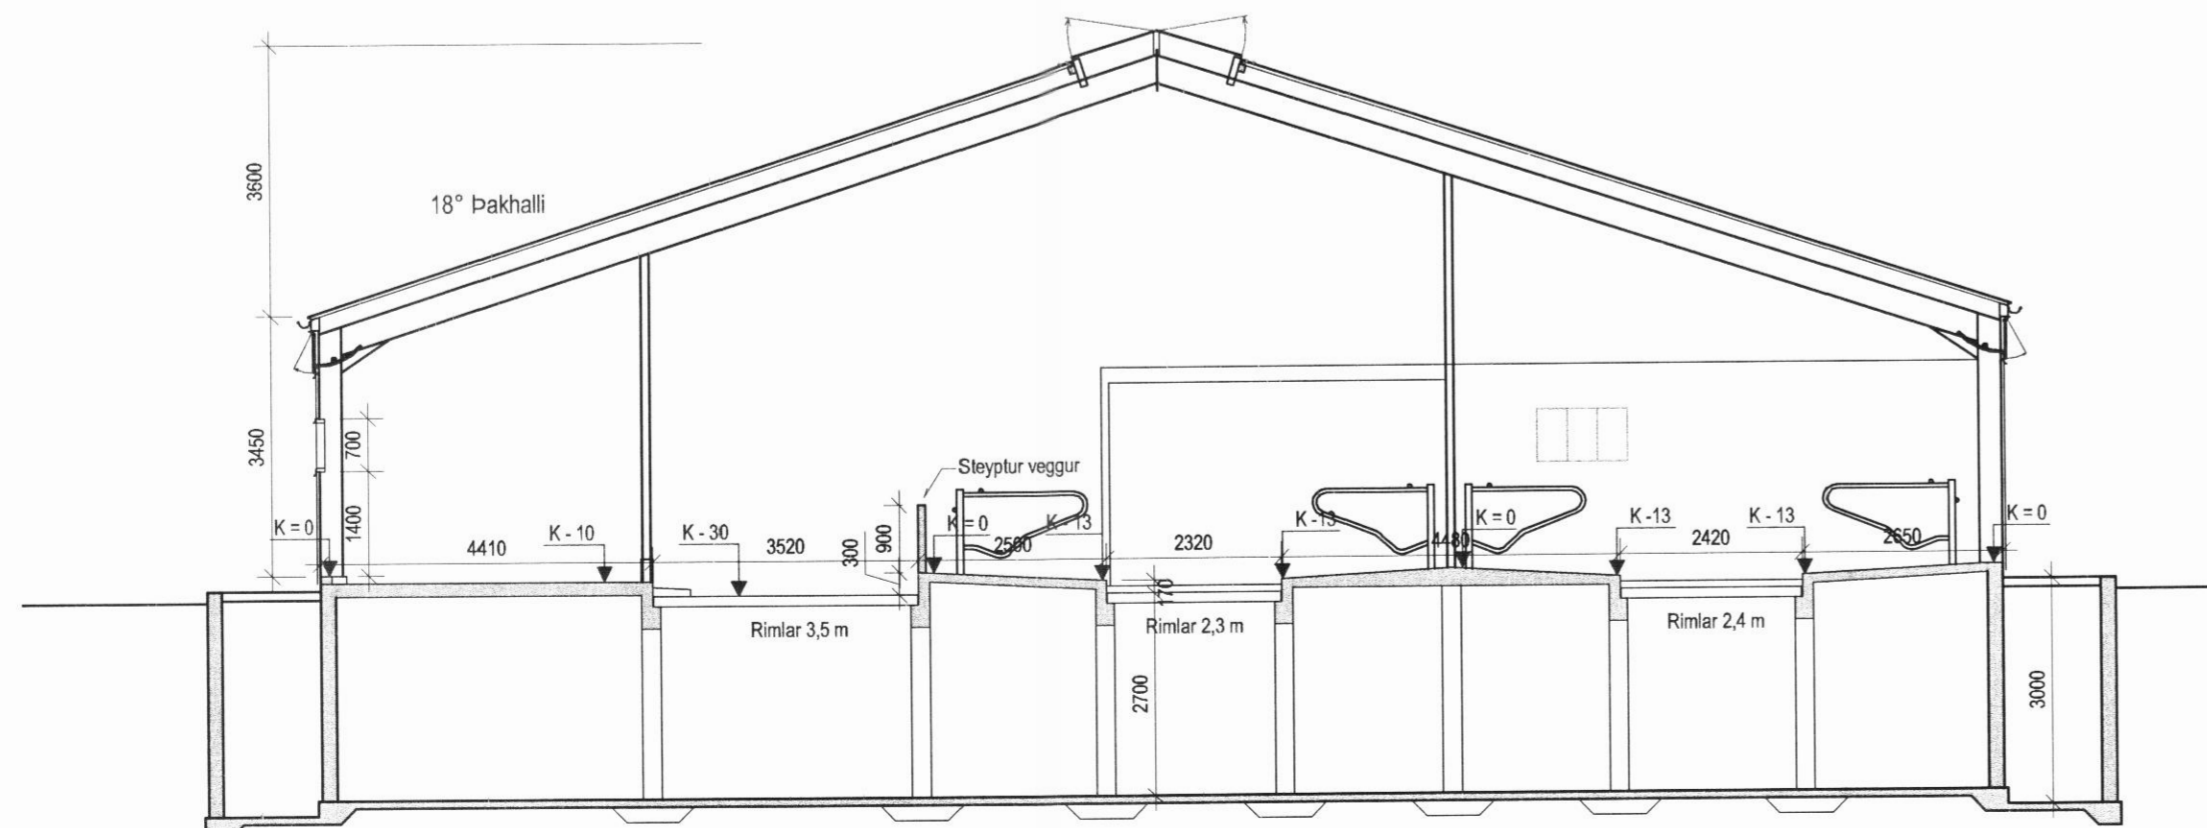 3600
18° Þakhalli
3450
700
1400
Steyptur veggur
K = 0
4410
K - 10
K - 30
3520
300
900
K = 0
K - 13
2320
K -13
4480
K = 0
K -13
2420
K - 13
2650
K = 0
170
Rimlar 3,5 m
Rimlar 2,3 m
Rimlar 2,4 m
2700
3000